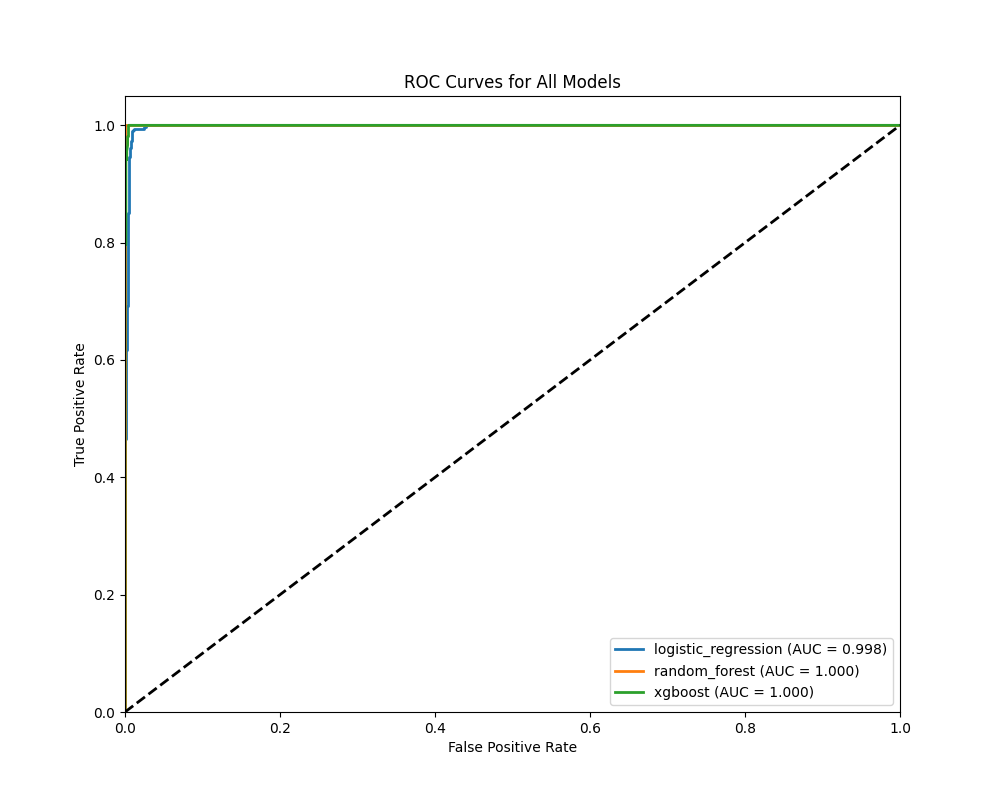 ROC Curves for All Models
True Positive Rate
1.0
0.8
0.6
0.4
0.2
0.0
logistic_regression (AUC = 0.998)
random_forest (AUC = 1.000)
xgboost (AUC = 1.000)
0.0 0.2 0.4 0.6 0.8 1.0
False Positive Rate